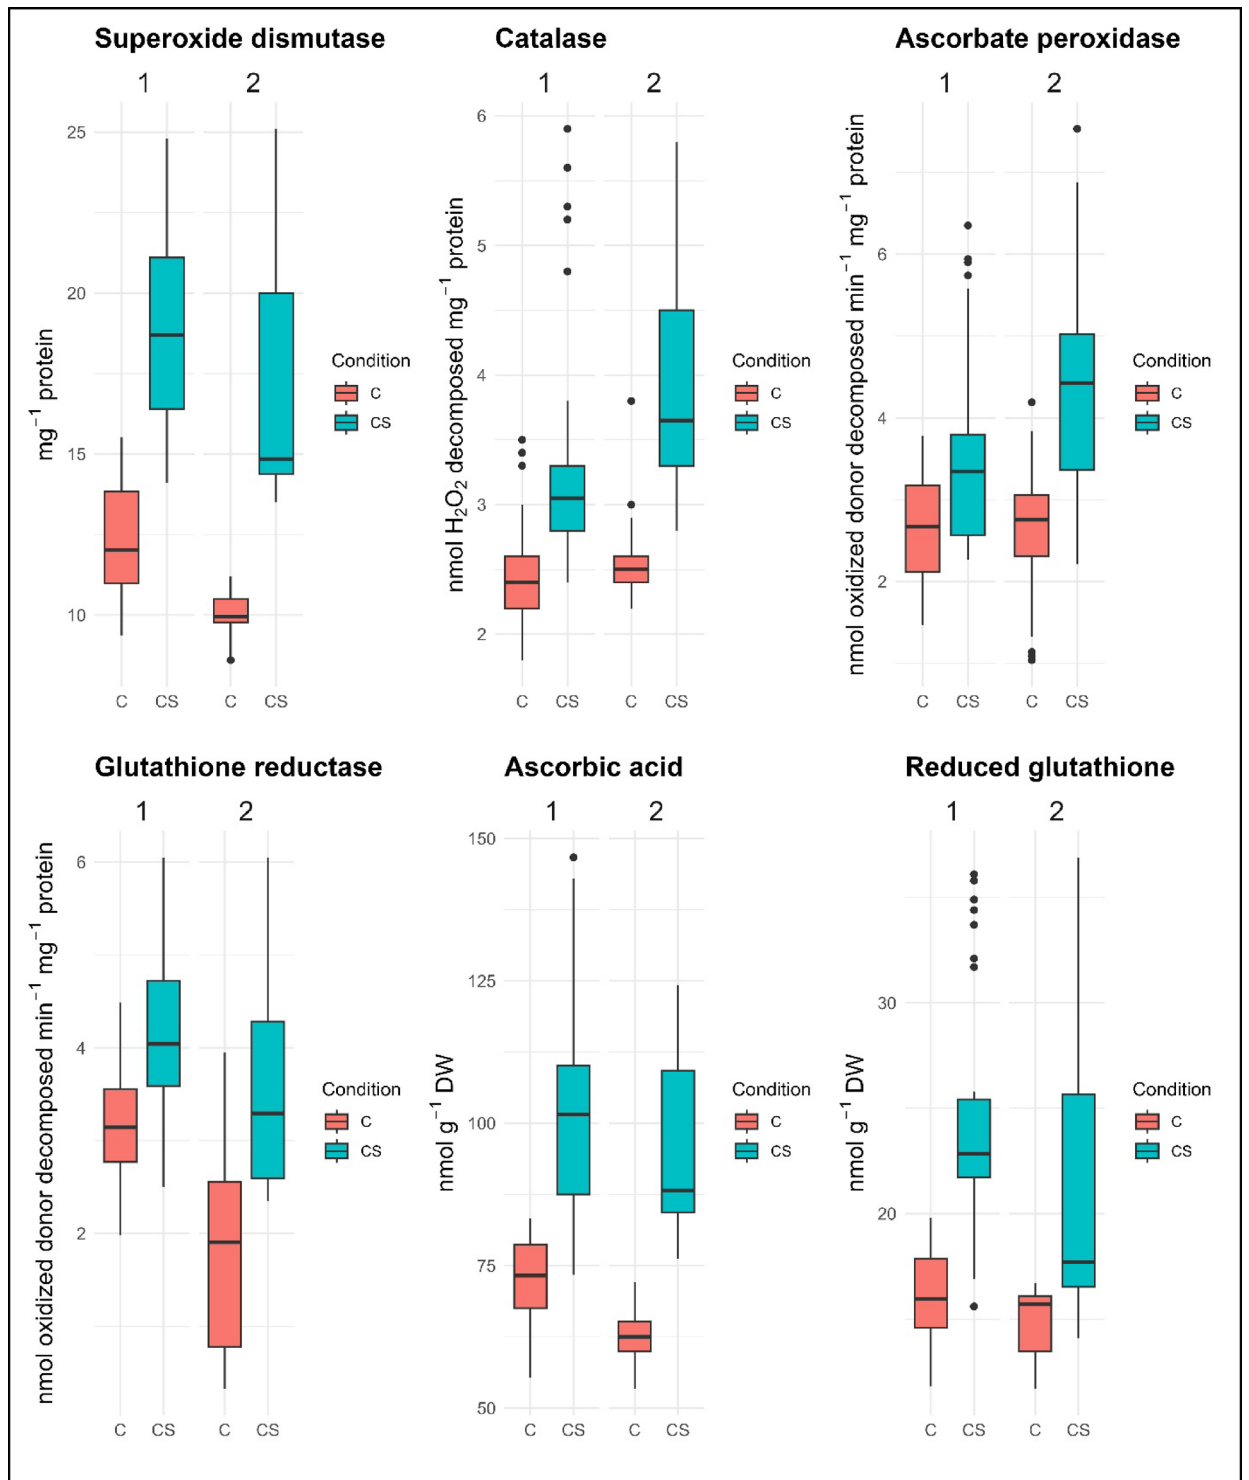 Superoxide dismutase
1 2
mg⁻¹ protein
25
20
15
10
C CS C CS
Condition
C
CS
Catalase
1 2
nmol H₂O₂ decomposed mg⁻¹ protein
6
5
4
3
2
C CS C CS
Condition
C
CS
Ascorbate peroxidase
1 2
nmol oxidized donor decomposed min⁻¹ mg⁻¹ protein
6
4
2
C CS C CS
Condition
C
CS
Glutathione reductase
1 2
nmol oxidized donor decomposed min⁻¹ mg⁻¹ protein
6
4
2
C CS C CS
Condition
C
CS
Ascorbic acid
1 2
nmol g⁻¹ DW
150
125
100
75
50
C CS C CS
Condition
C
CS
Reduced glutathione
1 2
nmol g⁻¹ DW
30
20
C CS C CS
Condition
C
CS